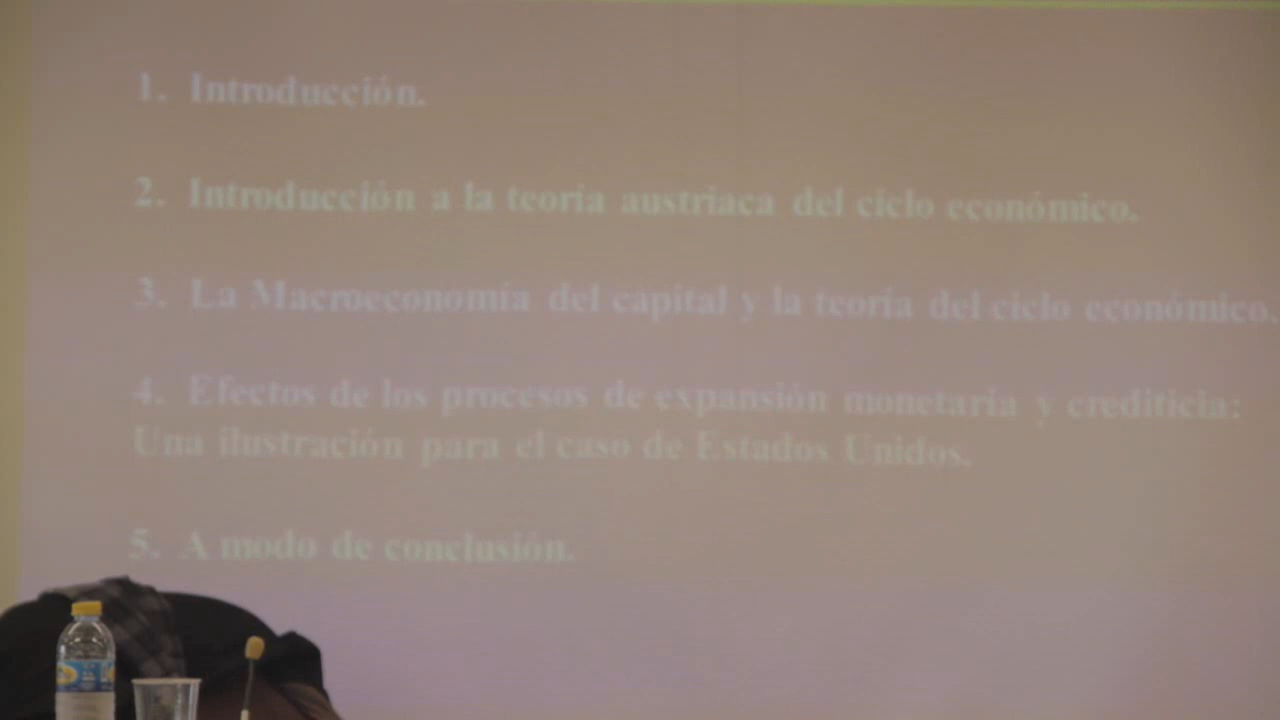 1. Introducción.
2. Introducción a la teoría austriaca del ciclo económico.
3. La Macroeconomía del capital y la teoría del ciclo económico.
4. Efectos de los procesos de expansión monetaria y crediticia:
Una ilustración para el caso de Estados Unidos.
5. A modo de conclusión.